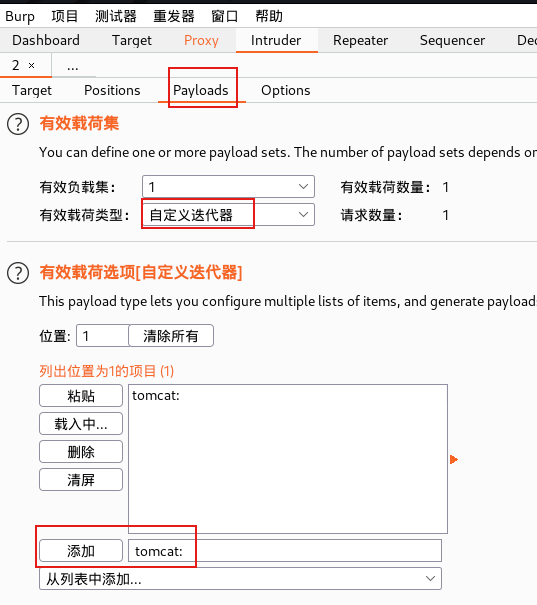 Burp 项目 测试器 重发器 窗口 帮助
Dashboard Target Proxy Intruder Repeater Sequencer Dec
2 × ...
Target Positions Payloads Options
? 有效载荷集
You can define one or more payload sets. The number of payload sets depends on
有效负载集: 1 有效载荷数量: 1
有效载荷类型: 自定义迭代器 请求数量: 1
? 有效载荷选项[自定义迭代器]
This payload type lets you configure multiple lists of items, and generate payloads
位置: 1 清除所有
列出位置为1的项目 (1)
粘贴 tomcat:
载入中...
删除
清屏
添加 tomcat:
从列表中添加...